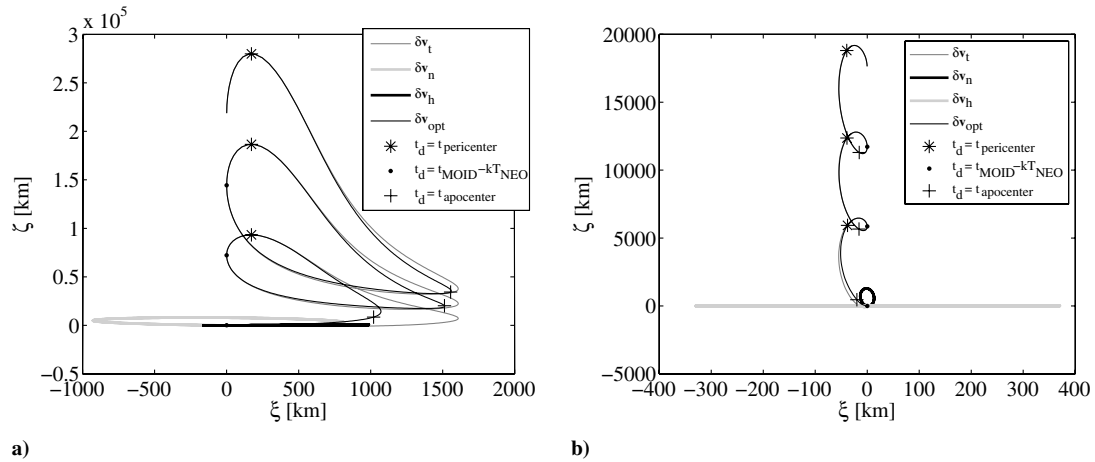 x 10⁵
3
2.5
2
1.5
1
0.5
0
−0.5
−1000
−500
0
500
1000
1500
2000
ζ [km]
ξ [km]
δv_t
δv_n
δv_h
δv_opt
t_d = t_pericenter
t_d = t_MOID−kT_NEO
t_d = t_apocenter
a)
20000
15000
10000
5000
0
−5000
−400
−300
−200
−100
0
100
200
300
400
ζ [km]
ξ [km]
δv_t
δv_n
δv_h
δv_opt
t_d = t_pericenter
t_d = t_MOID−kT_NEO
t_d = t_apocenter
b)